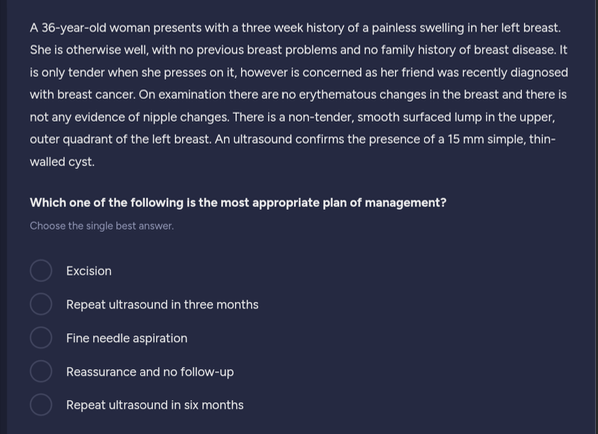 A 36-year-old woman presents with a three week history of a painless swelling in her left breast.
She is otherwise well, with no previous breast problems and no family history of breast disease. It
is only tender when she presses on it, however is concerned as her friend was recently diagnosed
with breast cancer. On examination there are no erythematous changes in the breast and there is
not any evidence of nipple changes. There is a non-tender, smooth surfaced lump in the upper,
outer quadrant of the left breast. An ultrasound confirms the presence of a 15 mm simple, thin-
walled cyst.
Which one of the following is the most appropriate plan of management?
Choose the single best answer.
Excision
Repeat ultrasound in three months
Fine needle aspiration
Reassurance and no follow-up
Repeat ultrasound in six months